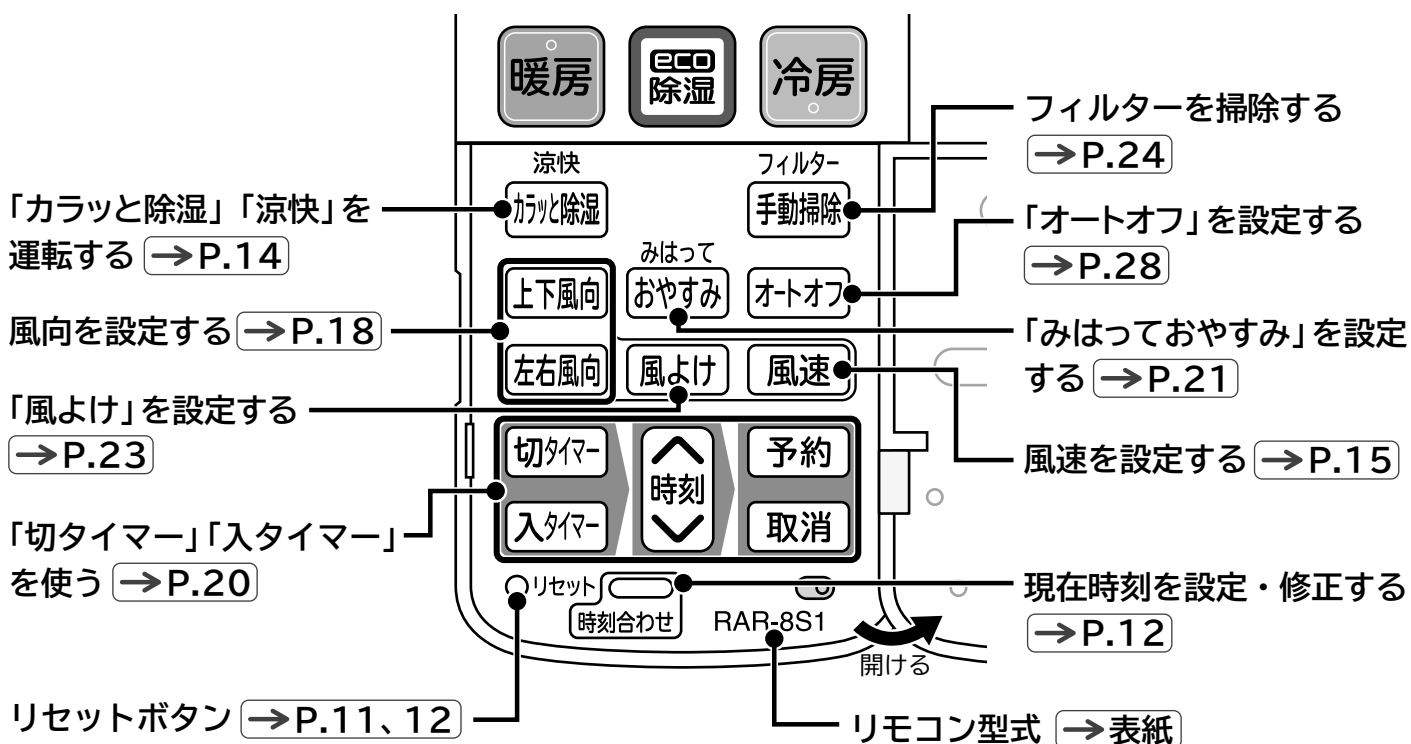 暖房
eco
除湿
冷房
涼快
カラッと除湿
フィルター
手動掃除
みはって
おやすみ
オートオフ
上下風向
左右風向
風よけ
風速
切タイマー
入タイマー
時刻
予約
取消
リセット
時刻合わせ
RAR-8S1
開ける
「カラッと除湿」「涼快」を
運転する →P.14
風向を設定する →P.18
「風よけ」を設定する
→P.23
「切タイマー」「入タイマー」
を使う →P.20
リセットボタン →P.11、12
フィルターを掃除する
→P.24
「オートオフ」を設定する
→P.28
「みはっておやすみ」を設定
する →P.21
風速を設定する →P.15
現在時刻を設定・修正する
→P.12
リモコン型式 →表紙